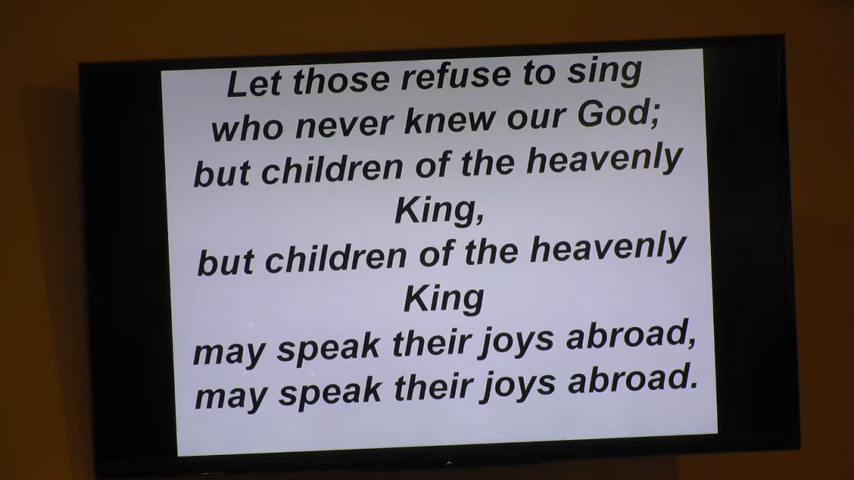 Let those refuse to sing
who never knew our God;
but children of the heavenly
King,
but children of the heavenly
King
may speak their joys abroad,
may speak their joys abroad.